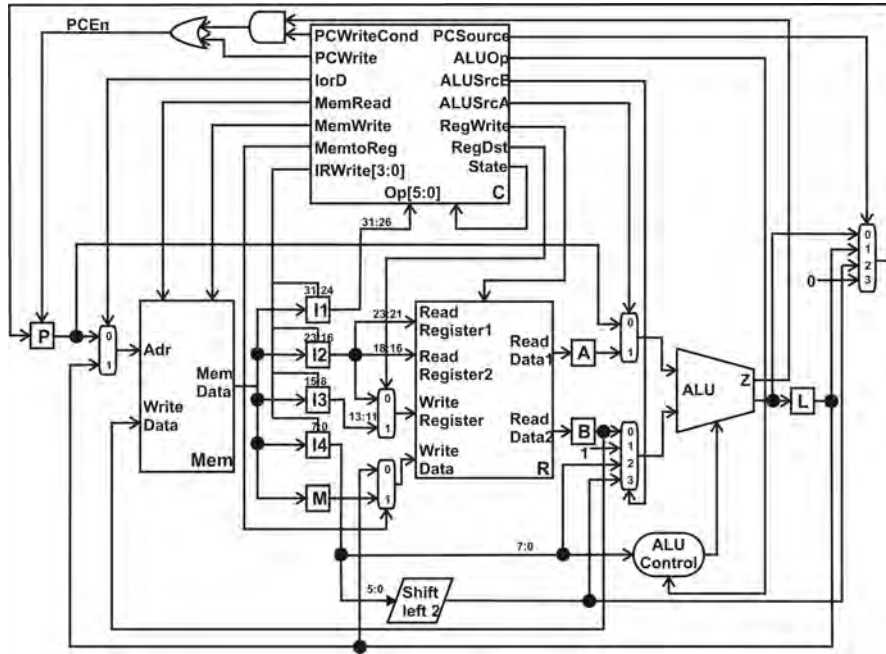 PCEn
PCWriteCond PCSource
PCWrite ALUOp
IorD ALUSrcB
MemRead ALUSrcA
MemWrite RegWrite
MemtoReg RegDst
IRWrite[3:0] State
Op[5:0] C
31:26
0
1
2
3
0
31:24
I1
23:16
I2
15:8
I3
7:0
I4
M
P
0
1
Adr
Mem
Data
Write
Data
Mem
23:21
18:16
13:11
0
1
0
1
Read
Register1
Read
Register2
Write
Register
Write
Data
Read
Data1
Read
Data2
R
A
B
0
1
0
1
2
3
1
ALU
Z
L
7:0
ALU
Control
5:0
Shift
left 2